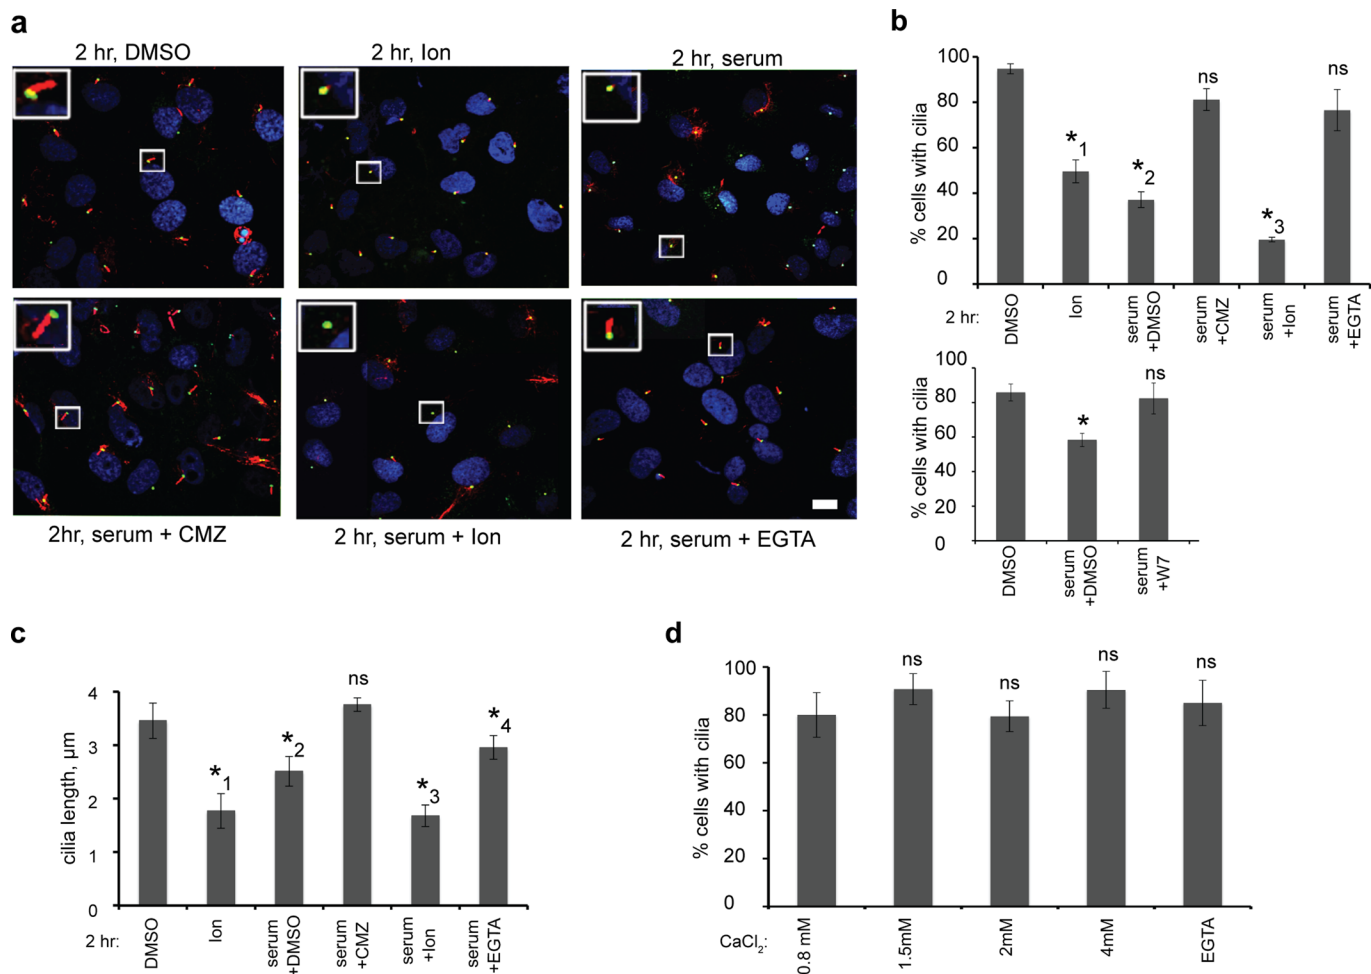 a
2 hr, DMSO
2 hr, Ion
2 hr, serum
2hr, serum + CMZ
2 hr, serum + Ion
2 hr, serum + EGTA
b
% cells with cilia
100
80
60
40
20
0
*1
*2
ns
*3
ns
2 hr:
DMSO
Ion
serum +DMSO
serum +CMZ
serum +Ion
serum +EGTA
% cells with cilia
100
80
60
40
20
0
*
ns
DMSO
serum +DMSO
serum +W7
c
cilia length, µm
4
3
2
1
0
*1
*2
ns
*3
*4
2 hr:
DMSO
Ion
serum +DMSO
serum +CMZ
serum +Ion
serum +EGTA
d
% cells with cilia
100
80
60
40
20
0
ns
ns
ns
ns
CaCl₂:
0.8 mM
1.5mM
2mM
4mM
EGTA